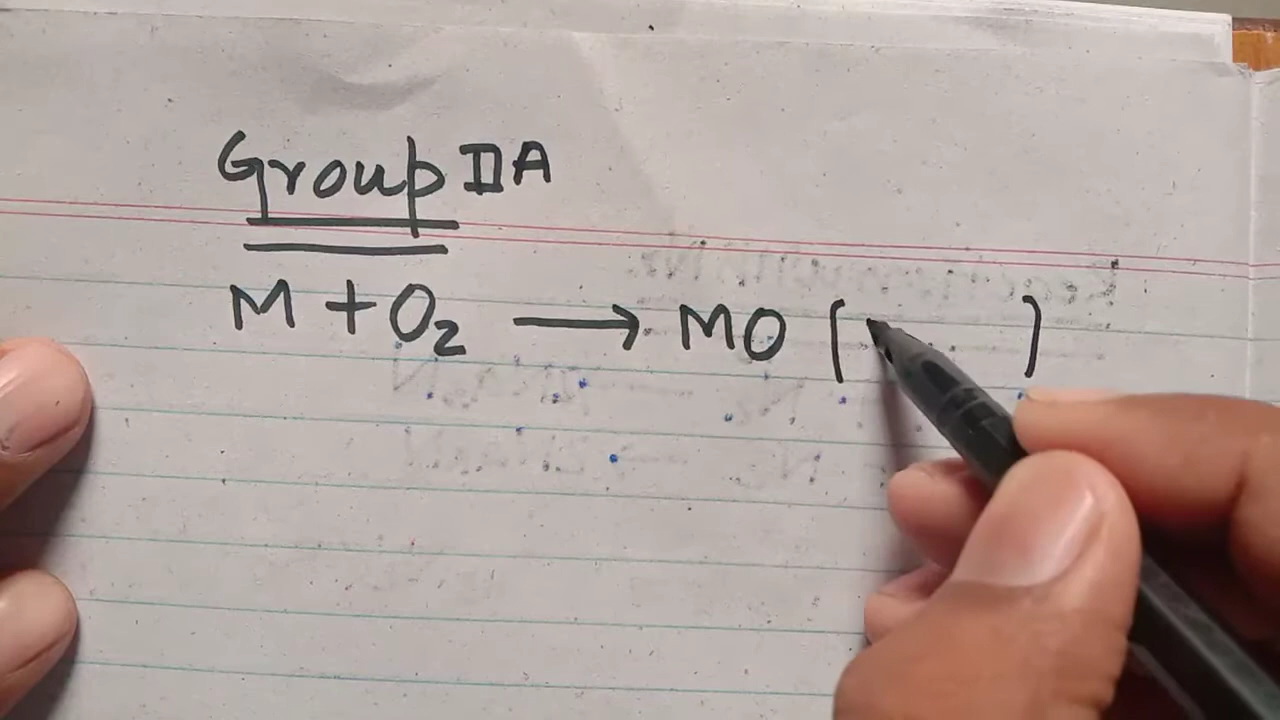 Group IIA
M + O₂ → MO ( )